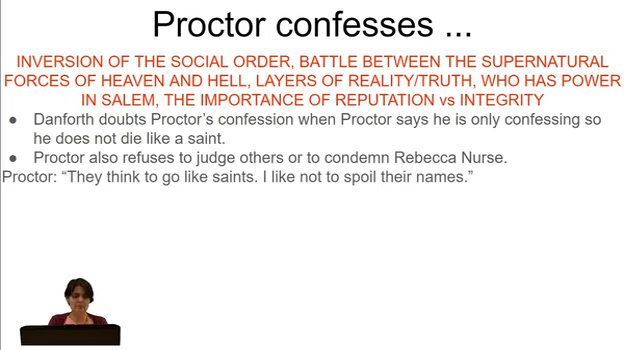 Proctor confesses ...
INVERSION OF THE SOCIAL ORDER, BATTLE BETWEEN THE SUPERNATURAL
FORCES OF HEAVEN AND HELL, LAYERS OF REALITY/TRUTH, WHO HAS POWER
IN SALEM, THE IMPORTANCE OF REPUTATION vs INTEGRITY
● Danforth doubts Proctor's confession when Proctor says he is only confessing so
he does not die like a saint.
● Proctor also refuses to judge others or to condemn Rebecca Nurse.
Proctor: “They think to go like saints. I like not to spoil their names.”